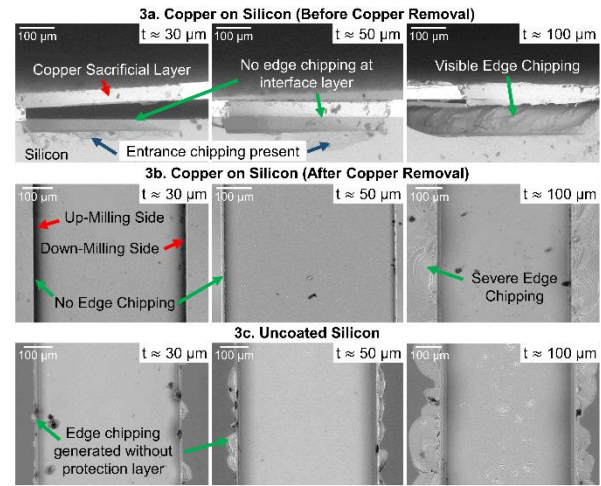 3a. Copper on Silicon (Before Copper Removal)
100 µm
t ≈ 30 µm
100 µm
t ≈ 50 µm
100 µm
t ≈ 100 µm
Copper Sacrificial Layer
No edge chipping at
interface layer
Visible Edge Chipping
Silicon
Entrance chipping present
3b. Copper on Silicon (After Copper Removal)
100 µm
t ≈ 30 µm
100 µm
t ≈ 50 µm
100 µm
t ≈ 100 µm
Up-Milling Side
Down-Milling Side
No Edge Chipping
Severe Edge
Chipping
3c. Uncoated Silicon
100 µm
t ≈ 30 µm
100 µm
t ≈ 50 µm
100 µm
t ≈ 100 µm
Edge chipping
generated without
protection layer